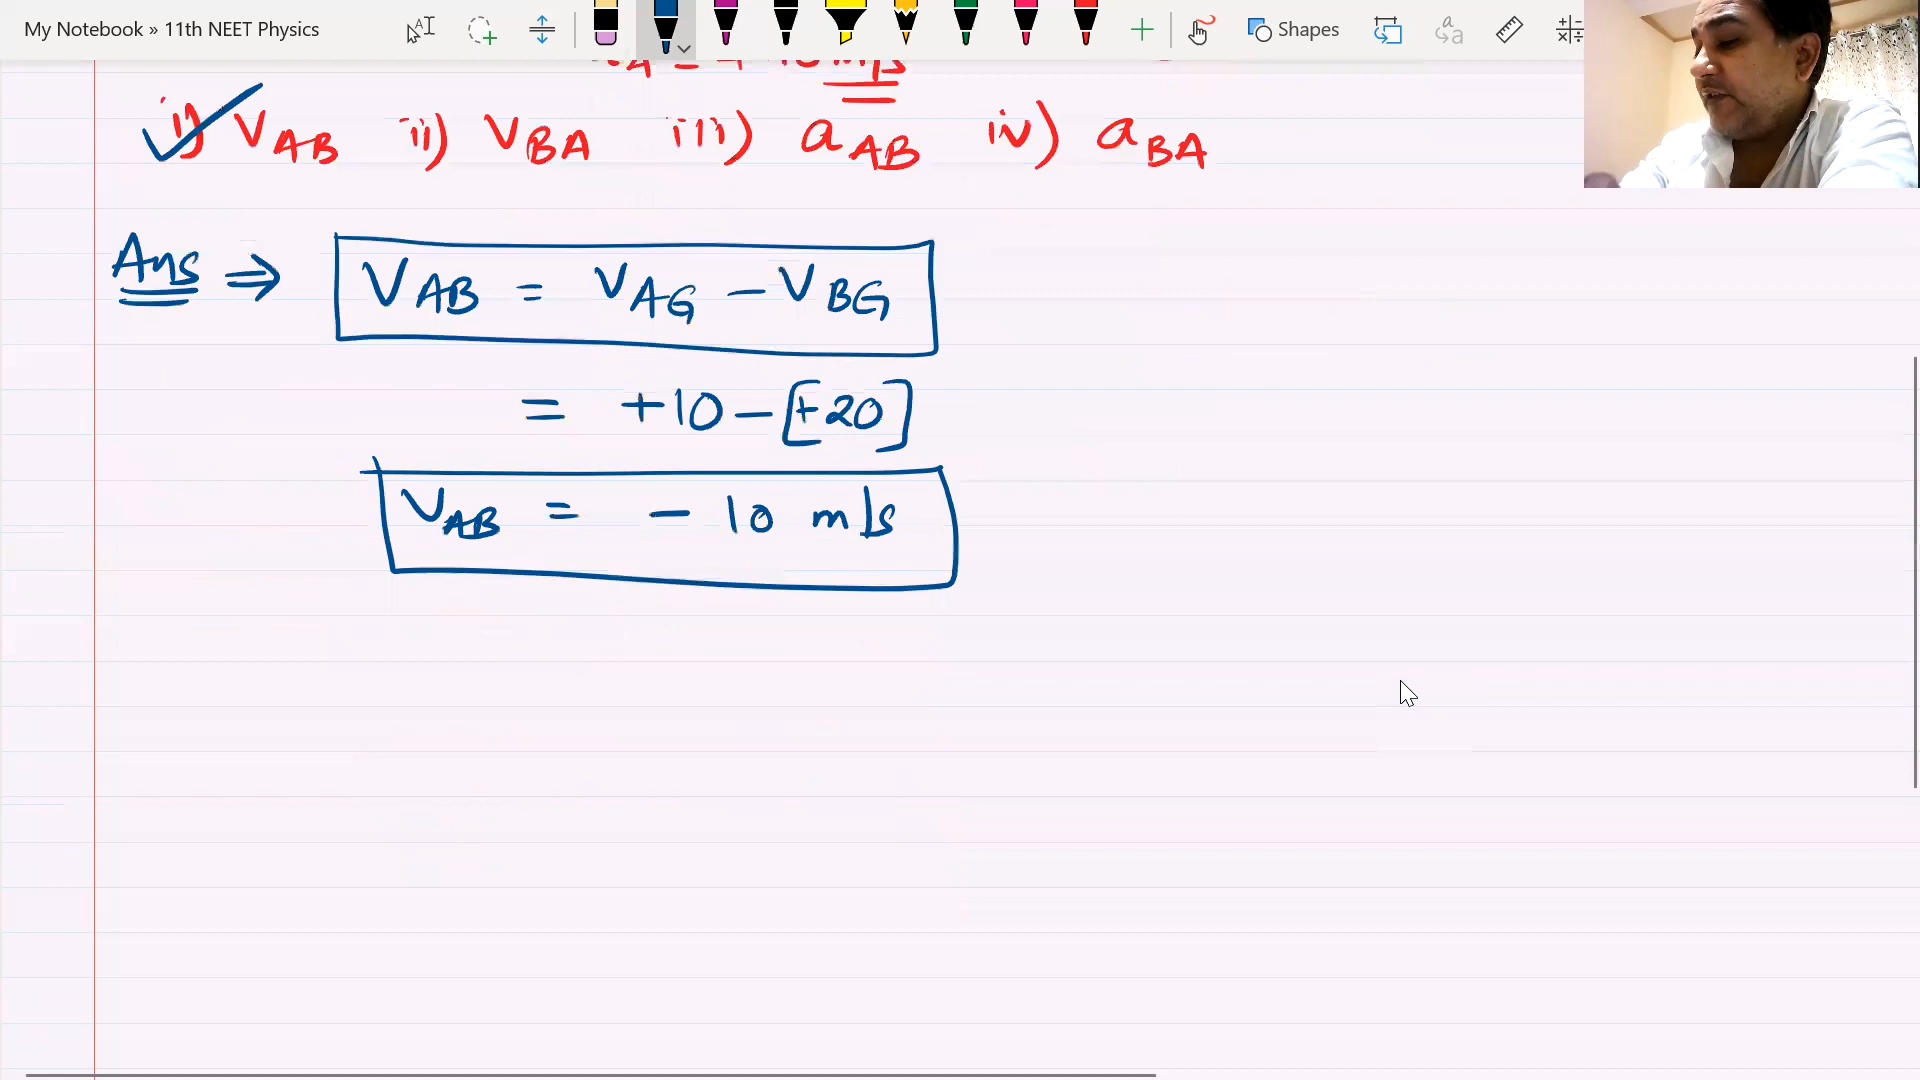 My Notebook » 11th NEET Physics
Shapes
i) VAB ii) VBA iii) aAB iv) aBA
Ans ⇒ VAB = VAG - VBG
= +10 - [+20]
VAB = - 10 m/s